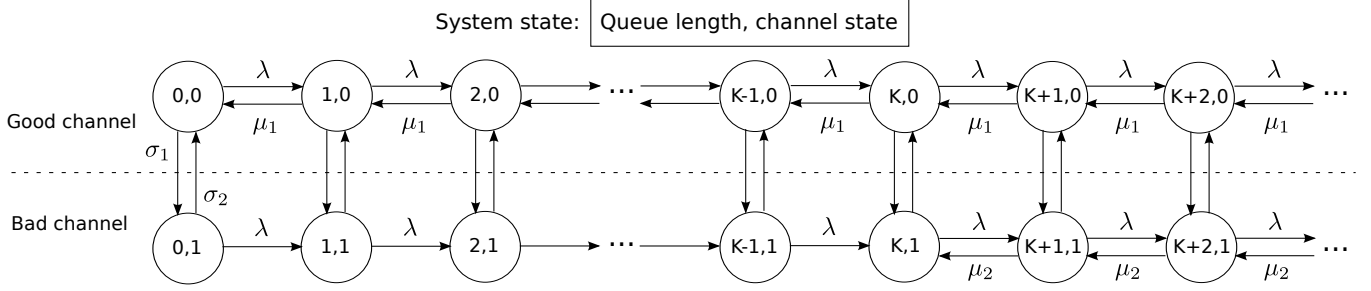 System state: Queue length, channel state
λ λ λ λ λ λ
0,0 1,0 2,0 ... K-1,0 K,0 K+1,0 K+2,0 ...
μ₁ μ₁ μ₁ μ₁ μ₁ μ₁
Good channel
σ₁
σ₂
Bad channel
λ λ λ λ λ
0,1 1,1 2,1 ... K-1,1 K,1 K+1,1 K+2,1 ...
μ₂ μ₂ μ₂